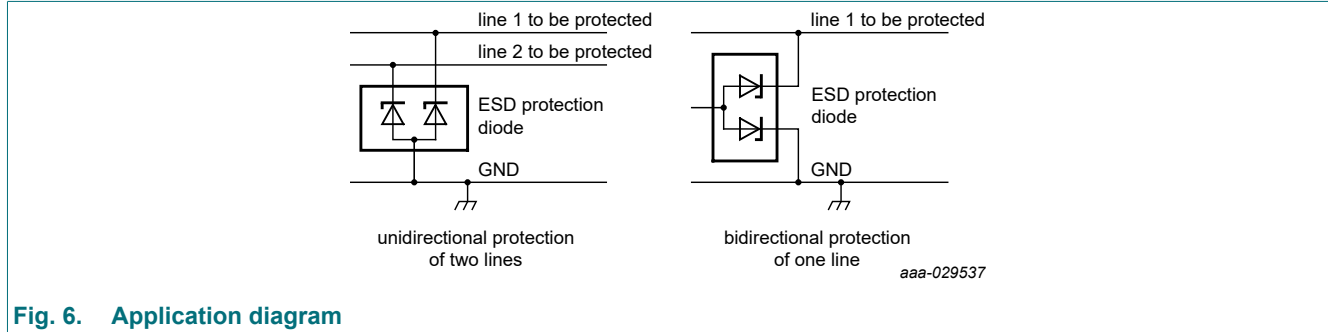 line 1 to be protected
line 2 to be protected
ESD protection
diode
GND
unidirectional protection
of two lines
line 1 to be protected
ESD protection
diode
GND
bidirectional protection
of one line
aaa-029537
Fig. 6. Application diagram